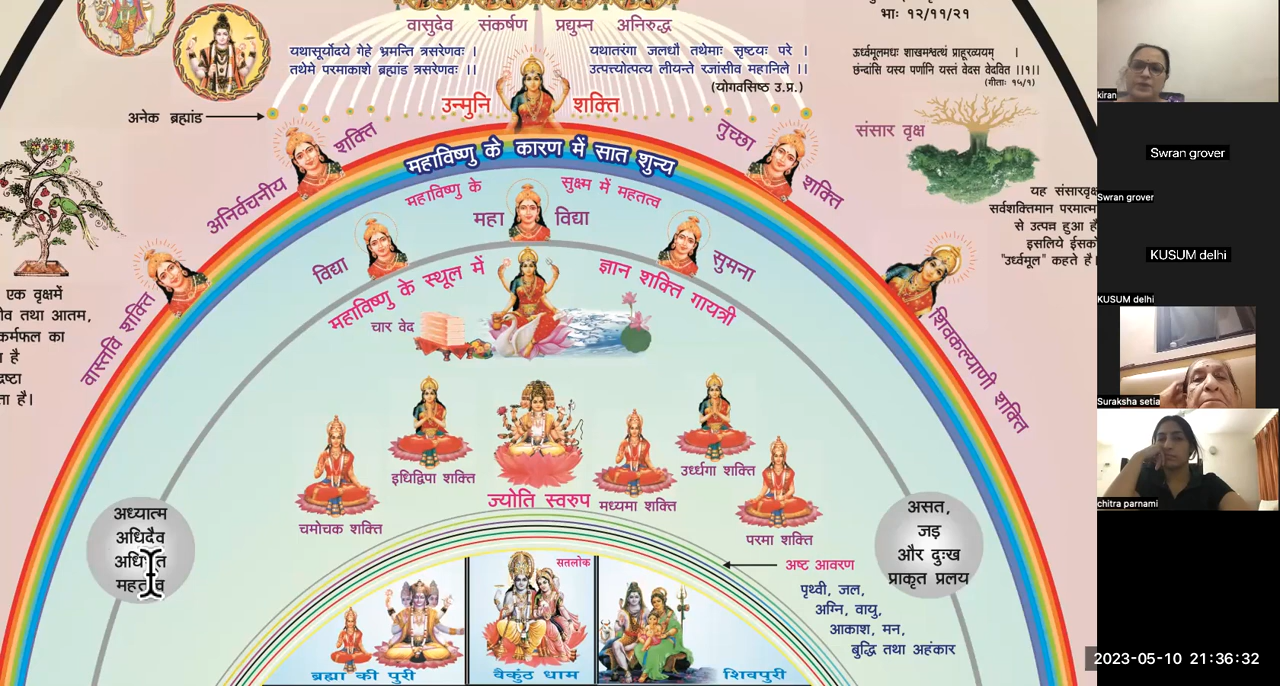 भाः १२/११/२१
वासुदेव संकर्षण प्रद्युम्न अनिरुद्ध
यथासूर्योदये गेहे भ्रमन्ति त्रसरेणवः ।
तथेमे परमाकाशे ब्रह्मांड त्रसरेणवः ।।
यथातरंगा जलधौ तथेमाः सृष्टयः परे ।
उत्पत्त्योत्पत्य लीयन्ते रजांसीव महानिले ।।
(योगवसिष्ठ उ.प्र.)
ऊर्ध्वमूलमधः शाखमश्वत्थं प्राहूरव्ययम् ।
छंन्दांसि यस्य पर्णानि यस्तं वेदस वेदवित ।।१।।
(गीताः १५/१)
अनेक ब्रह्मांड
उन्मुनि शक्ति
संसार वृक्ष
यह संसारवृक्ष
सर्वशक्तिमान परमात्म
से उत्पन्न हुआ है
इसलिये ईसको
"उर्ध्वमूल" कहते है
अनिर्वचनीय शक्ति
तुच्छा शक्ति
महाविष्णु के कारण में सात शुन्य
महाविष्णु के सुक्ष्म में महतत्व
महा विद्या
विद्या
सुमना
वास्तवि शक्ति
शिवकल्याणी शक्ति
एक वृक्षमें
ीव तथा आतम,
कर्मफल का
ा है
द्रष्टा
ता है।
महाविष्णु के स्थूल में
ज्ञान शक्ति गायत्री
चार वेद
इधिद्विपा शक्ति
उर्ध्धगा शक्ति
चमोचक शक्ति
ज्योति स्वरुप
मध्यमा शक्ति
परमा शक्ति
अध्यात्म
अधिदैव
असत,
जड़
और दुःख
प्राकृत प्रलय
अष्ट आवरण
पृथ्वी, जल,
अग्नि, वायु,
आकाश, मन,
बुद्धि तथा अहंकार
सतलोक
ब्रह्मा की पुरी
वैकुंठ धाम
शिवपुरी
kiran
Swran grover
Swran grover
KUSUM delhi
KUSUM delhi
Suraksha setia
chitra parnami
2023-05-10 21:36:32